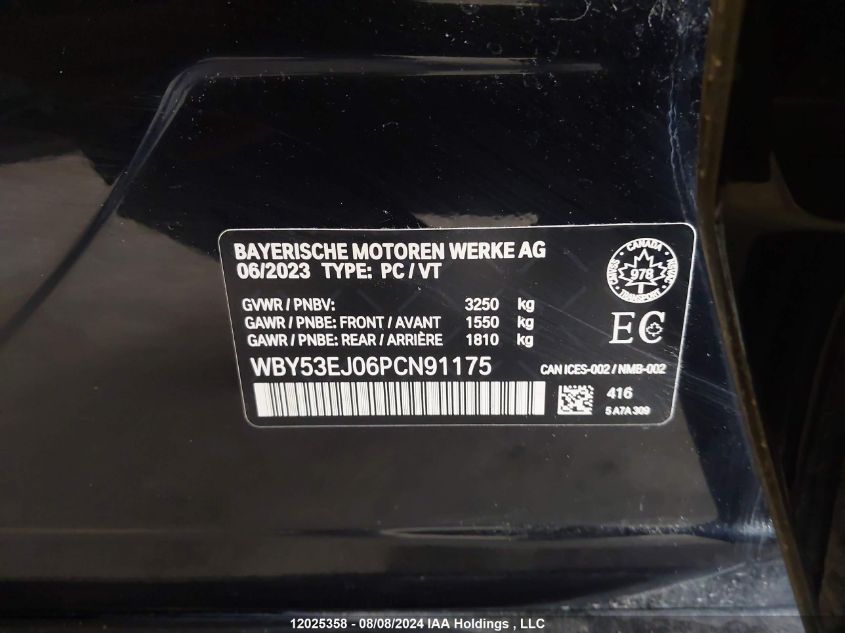 BAYERISCHE MOTOREN WERKE AG
06/2023 TYPE: PC / VT
GVWR / PNBV: 3250 kg
GAWR / PNBE: FRONT / AVANT 1550 kg
GAWR / PNBE: REAR / ARRIÈRE 1810 kg
WBY53EJ06PCN91175
CANADA
978
TRANSPORT
EC
CAN ICES-002 / NMB-002
416
5 A7A 309
12025358 - 08/08/2024 IAA Holdings , LLC